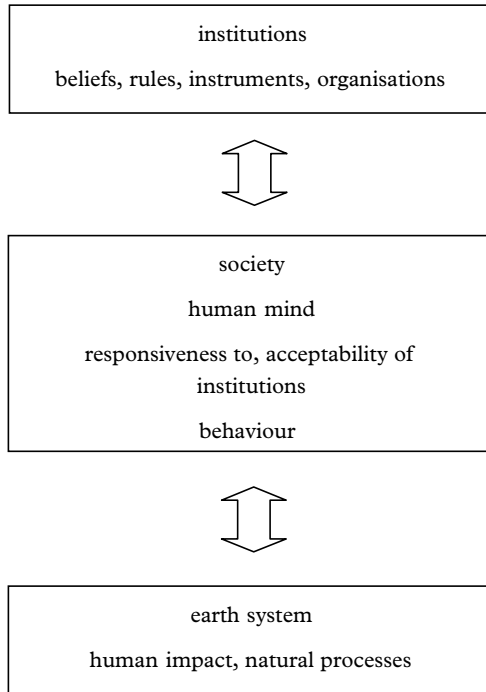 institutions
beliefs, rules, instruments, organisations
society
human mind
responsiveness to, acceptability of
institutions
behaviour
earth system
human impact, natural processes